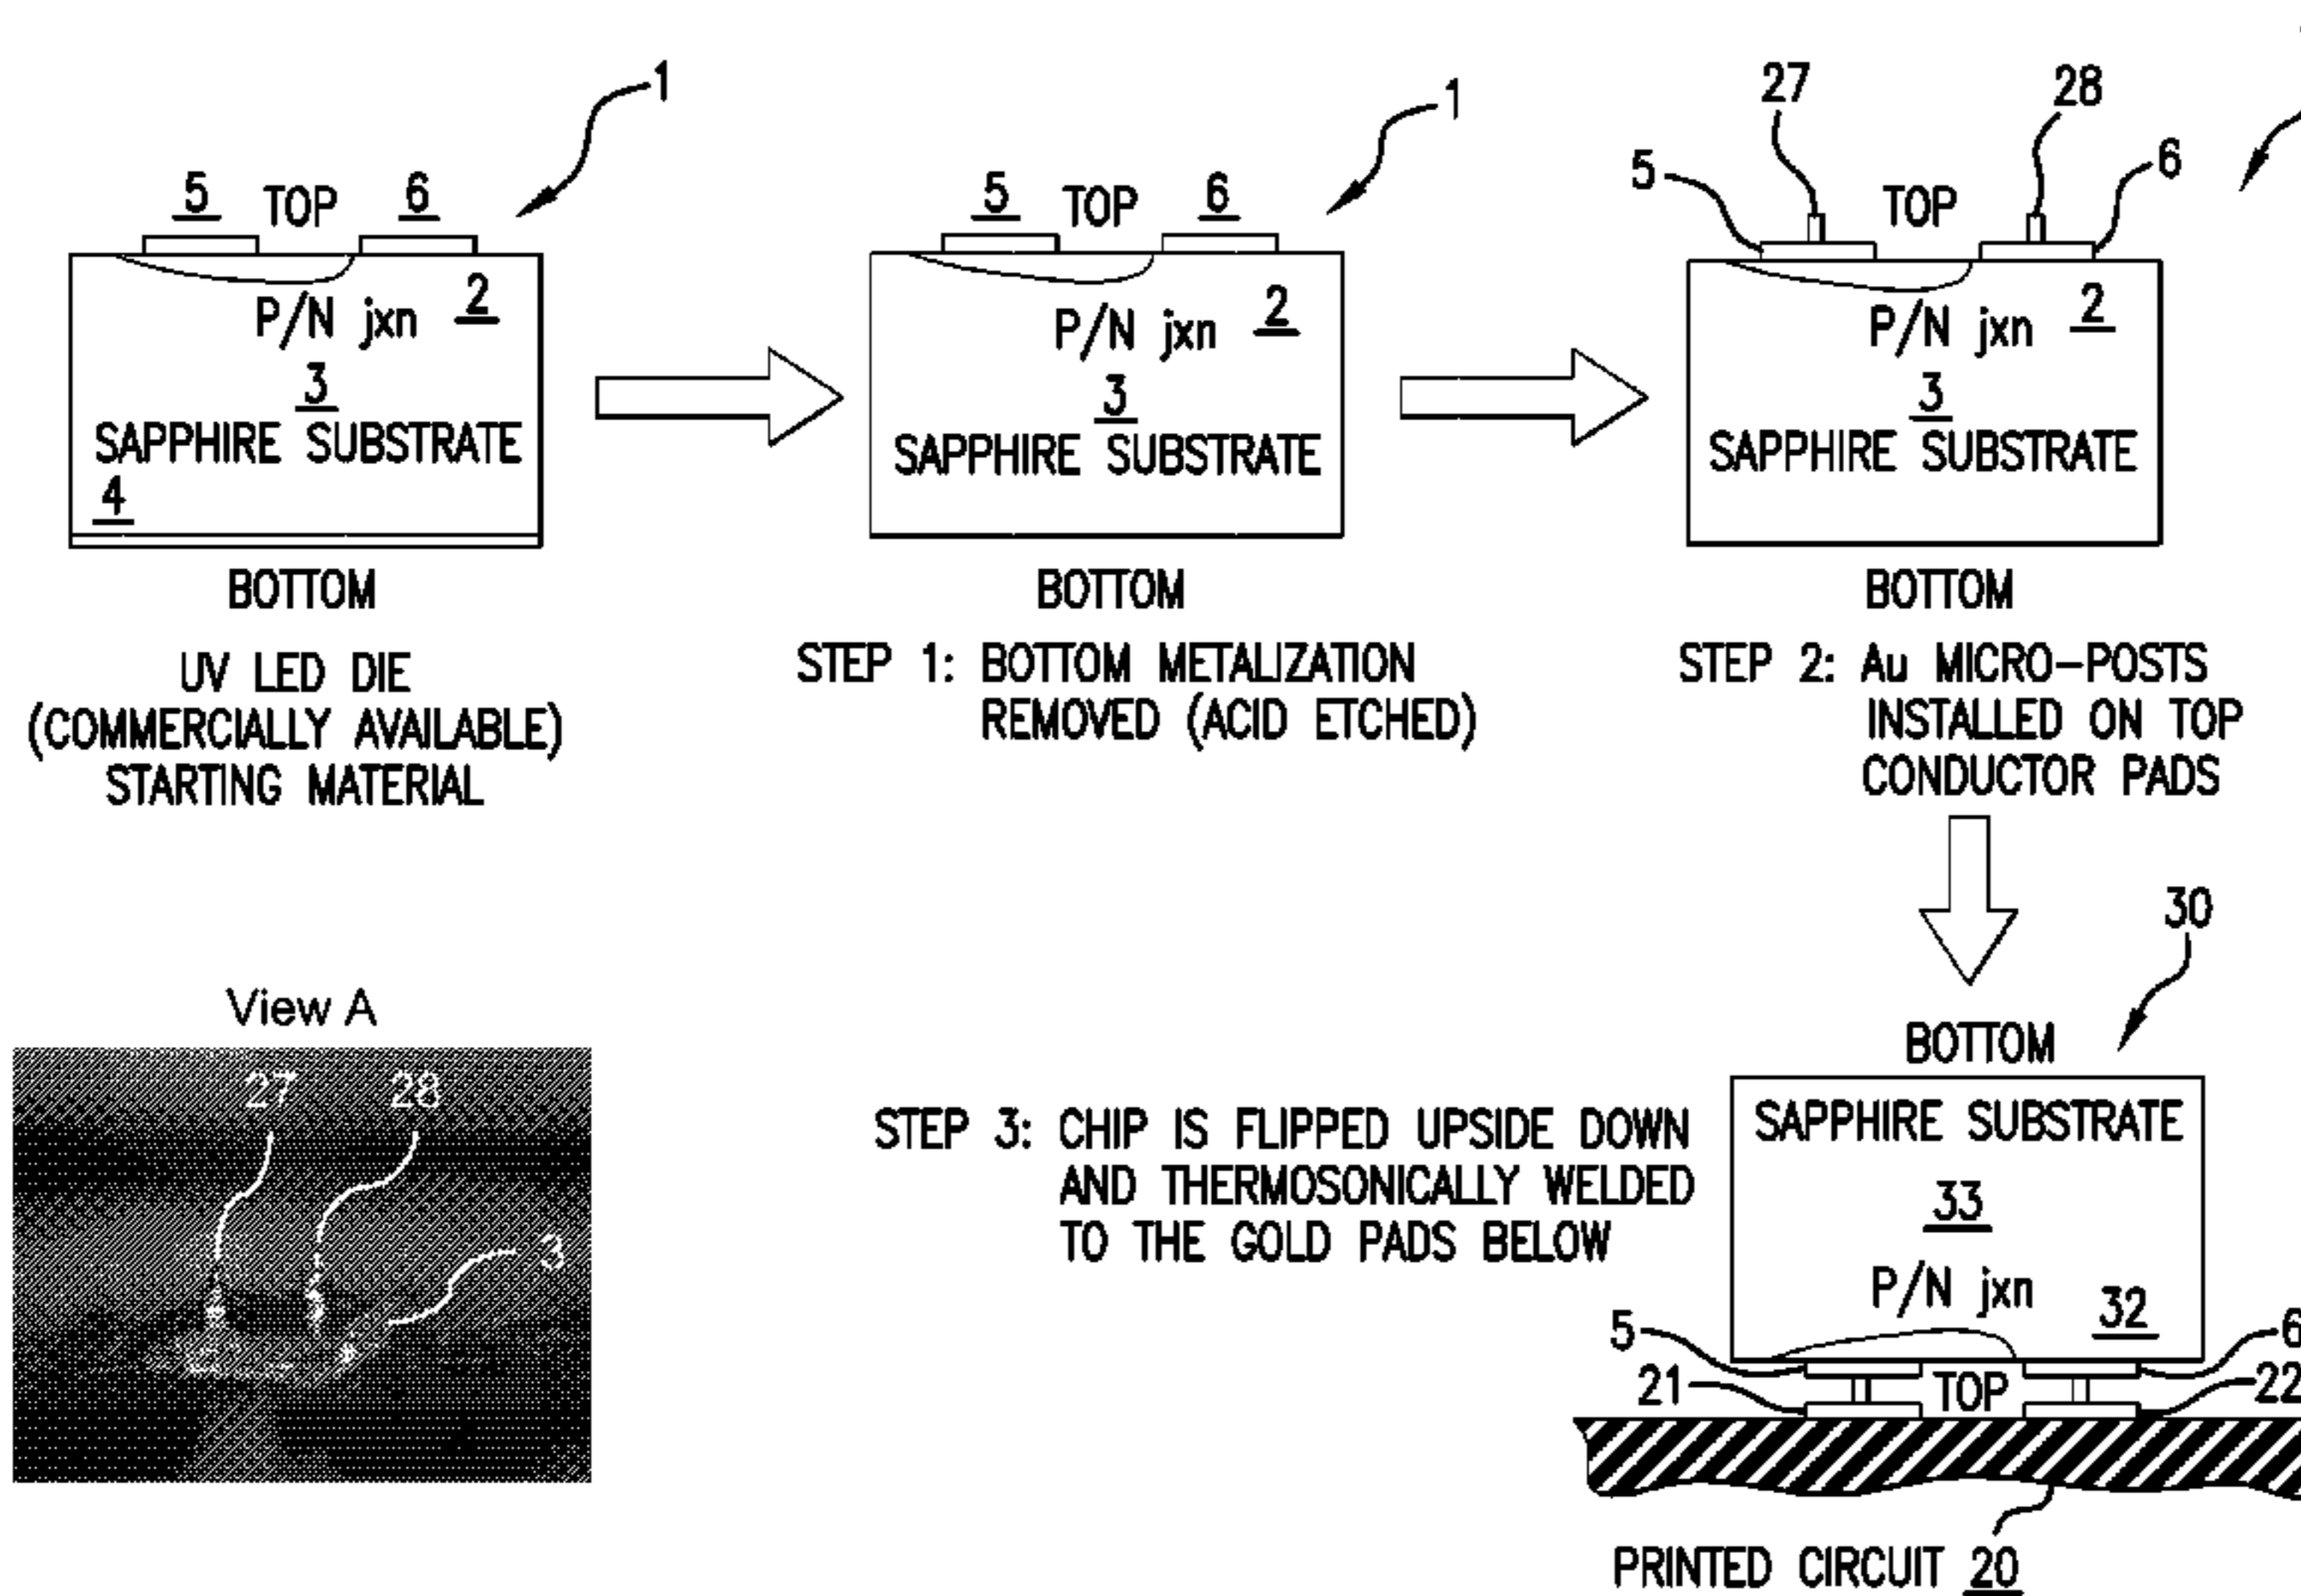 1
5 TOP 6
P/N jxn 2
3
SAPPHIRE SUBSTRATE
4
BOTTOM
UV LED DIE
(COMMERCIALLY AVAILABLE)
STARTING MATERIAL
1
5 TOP 6
P/N jxn 2
3
SAPPHIRE SUBSTRATE
BOTTOM
STEP 1: BOTTOM METALIZATION
REMOVED (ACID ETCHED)
27 28
5 TOP 6
P/N jxn 2
3
SAPPHIRE SUBSTRATE
BOTTOM
STEP 2: Au MICRO-POSTS
INSTALLED ON TOP
CONDUCTOR PADS
View A
27 28
3
STEP 3: CHIP IS FLIPPED UPSIDE DOWN
AND THERMOSONICALLY WELDED
TO THE GOLD PADS BELOW
30
BOTTOM
SAPPHIRE SUBSTRATE
33
P/N jxn
32
5 6
21 TOP 22
PRINTED CIRCUIT 20